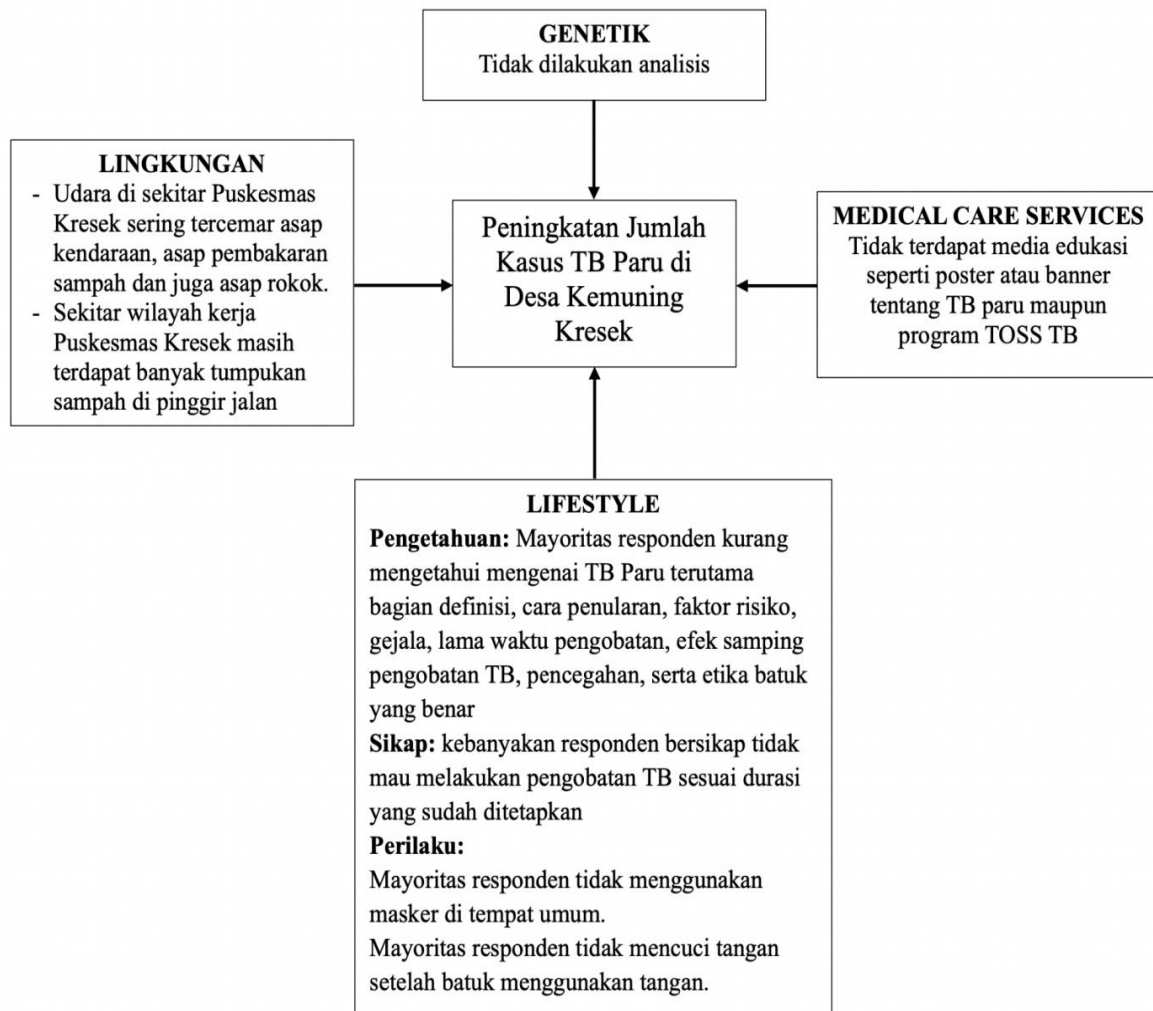 GENETIK
Tidak dilakukan analisis
LINGKUNGAN
- Udara di sekitar Puskesmas
Kresek sering tercemar asap
kendaraan, asap pembakaran
sampah dan juga asap rokok.
- Sekitar wilayah kerja
Puskesmas Kresek masih
terdapat banyak tumpukan
sampah di pinggir jalan
Peningkatan Jumlah
Kasus TB Paru di
Desa Kemuning
Kresek
MEDICAL CARE SERVICES
Tidak terdapat media edukasi
seperti poster atau banner
tentang TB paru maupun
program TOSS TB
LIFESTYLE
Pengetahuan: Mayoritas responden kurang
mengetahui mengenai TB Paru terutama
bagian definisi, cara penularan, faktor risiko,
gejala, lama waktu pengobatan, efek samping
pengobatan TB, pencegahan, serta etika batuk
yang benar
Sikap: kebanyakan responden bersikap tidak
mau melakukan pengobatan TB sesuai durasi
yang sudah ditetapkan
Perilaku:
Mayoritas responden tidak menggunakan
masker di tempat umum.
Mayoritas responden tidak mencuci tangan
setelah batuk menggunakan tangan.